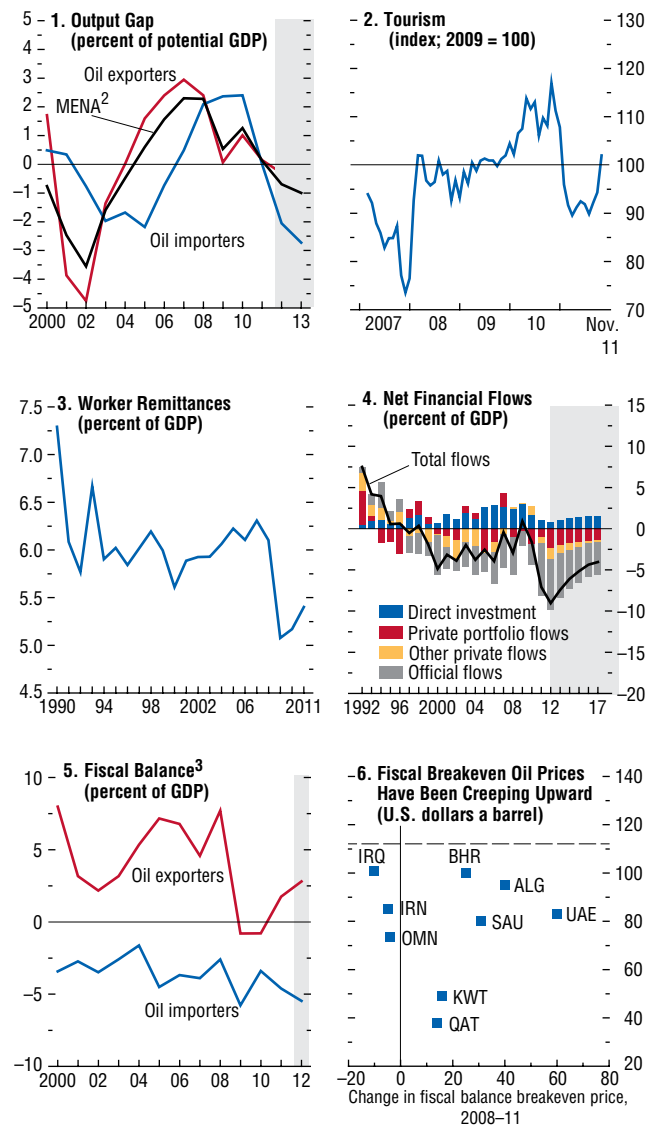 1. Output Gap
(percent of potential GDP)
5
4
3
2
1
0
–1
–2
–3
–4
–5
Oil exporters
MENA2
Oil importers
2000 02 04 06 08 10 13
2. Tourism
(index; 2009 = 100)
130
120
110
100
90
80
70
2007 08 09 10 Nov.
11
3. Worker Remittances
(percent of GDP)
7.5
7.0
6.5
6.0
5.5
5.0
4.5
1990 94 98 2002 06 2011
4. Net Financial Flows
(percent of GDP)
15
10
5
0
–5
–10
–15
–20
Total flows
Direct investment
Private portfolio flows
Other private flows
Official flows
1992 96 2000 04 08 12 17
5. Fiscal Balance3
(percent of GDP)
10
5
0
–5
–10
Oil exporters
Oil importers
2000 02 04 06 08 10 12
6. Fiscal Breakeven Oil Prices
Have Been Creeping Upward
(U.S. dollars a barrel)
140
120
100
80
60
40
20
IRQ
BHR
ALG
IRN
SAU
UAE
OMN
KWT
QAT
–20 0 20 40 60 80
Change in fiscal balance breakeven price,
2008–11